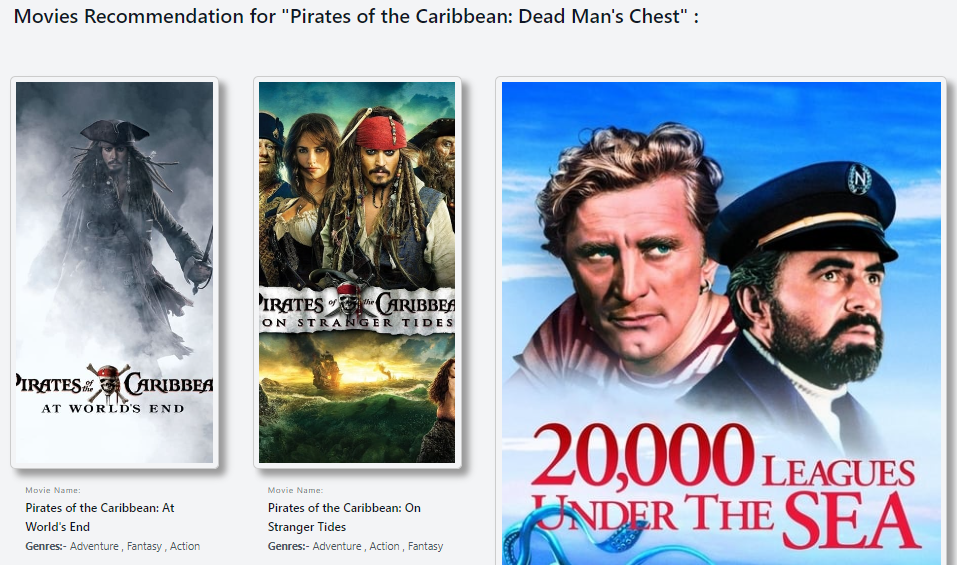 Movies Recommendation for "Pirates of the Caribbean: Dead Man's Chest" :
PIRATES of the CARIBBEA
AT WORLD'S END
PIRATES of the CARIBBEA
ON STRANGER TIDES
N
20,000 LEAGUES
UNDER THE SEA
Movie Name:
Pirates of the Caribbean: At
World's End
Genres:- Adventure , Fantasy , Action
Movie Name:
Pirates of the Caribbean: On
Stranger Tides
Genres:- Adventure , Action , Fantasy